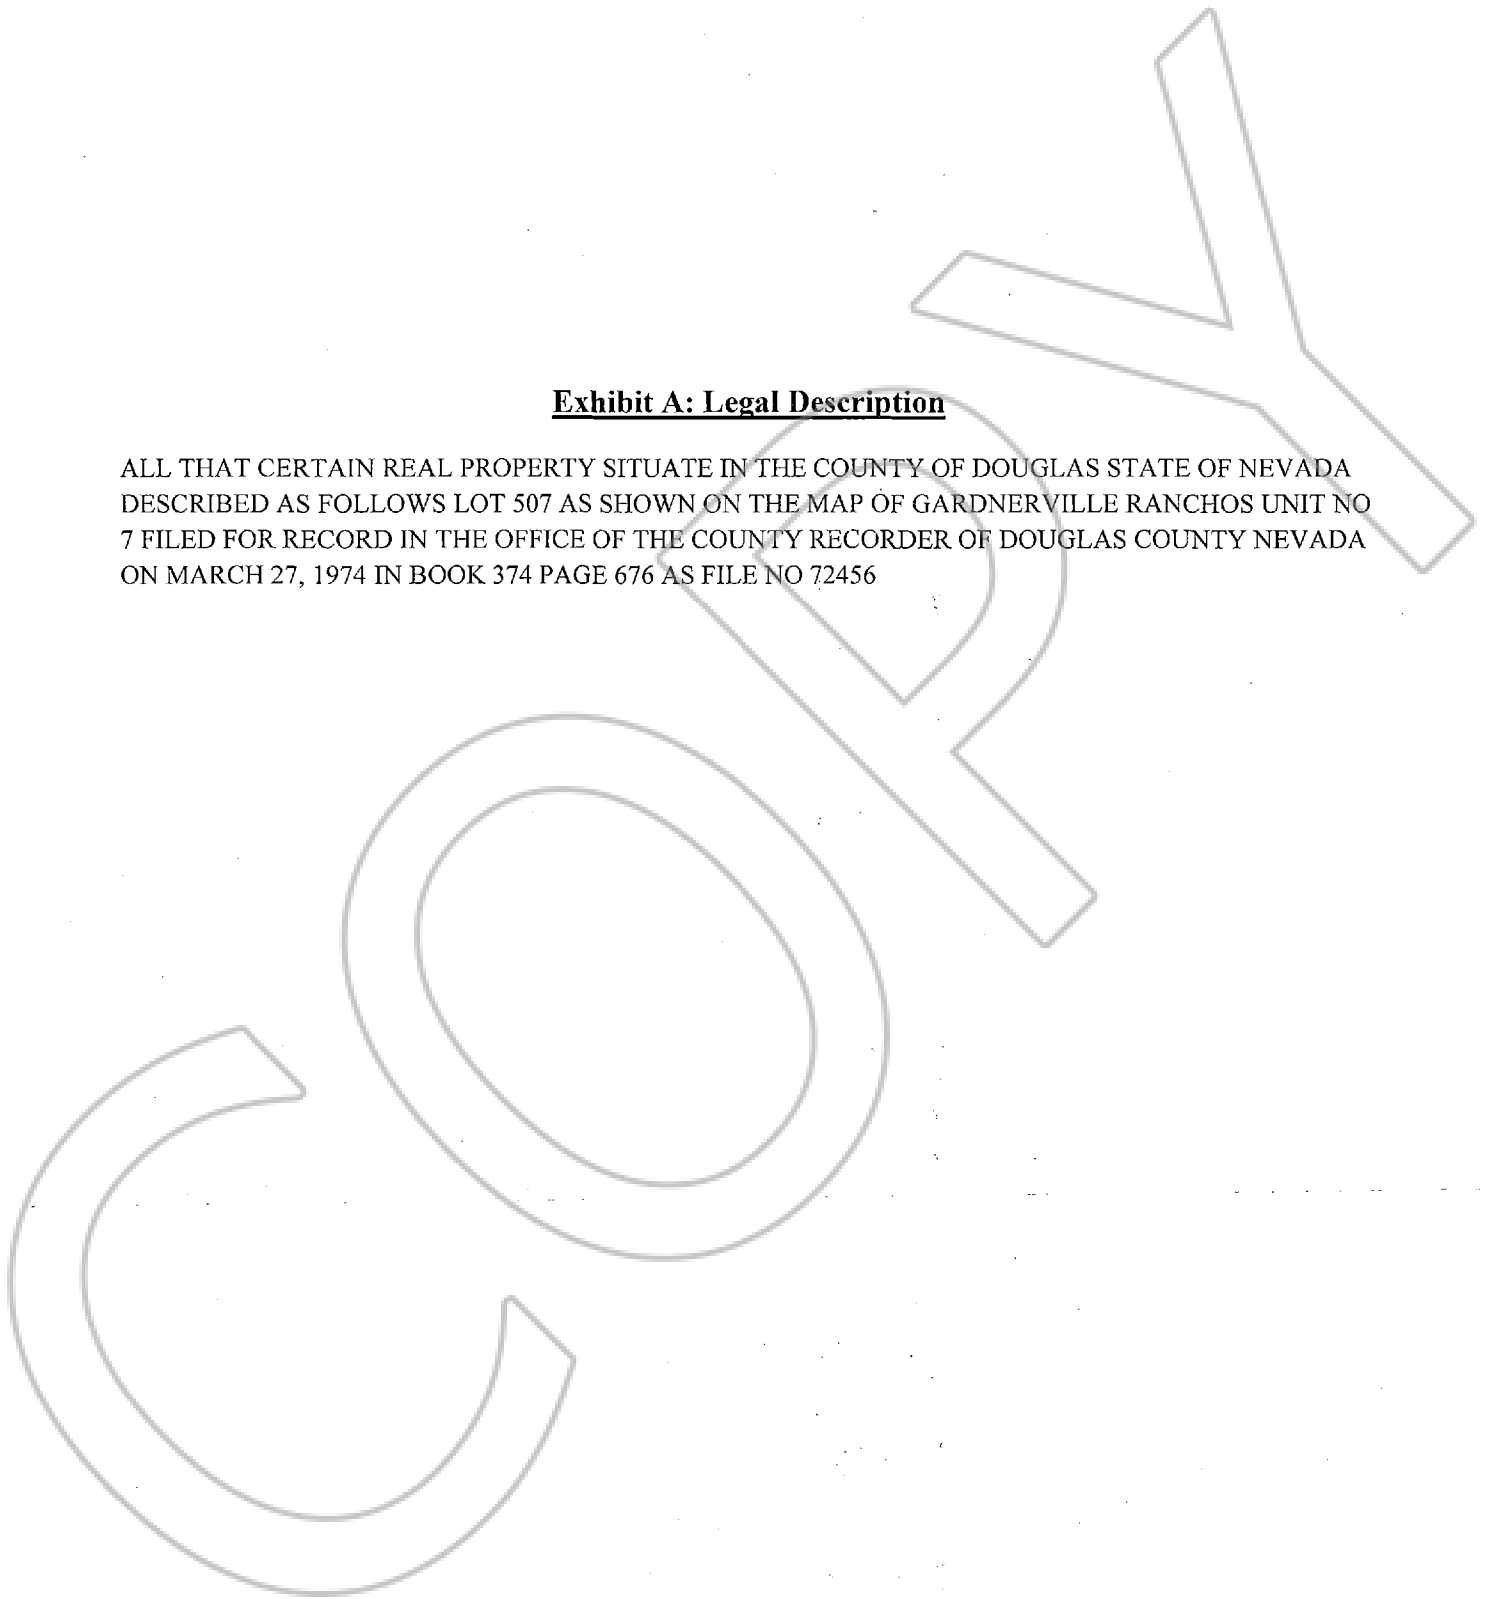 Exhibit A: Legal Description
ALL THAT CERTAIN REAL PROPERTY SITUATE IN THE COUNTY OF DOUGLAS STATE OF NEVADA
DESCRIBED AS FOLLOWS LOT 507 AS SHOWN ON THE MAP OF GARDNERVILLE RANCHOS UNIT NO
7 FILED FOR RECORD IN THE OFFICE OF THE COUNTY RECORDER OF DOUGLAS COUNTY NEVADA
ON MARCH 27, 1974 IN BOOK 374 PAGE 676 AS FILE NO 72456
COPY